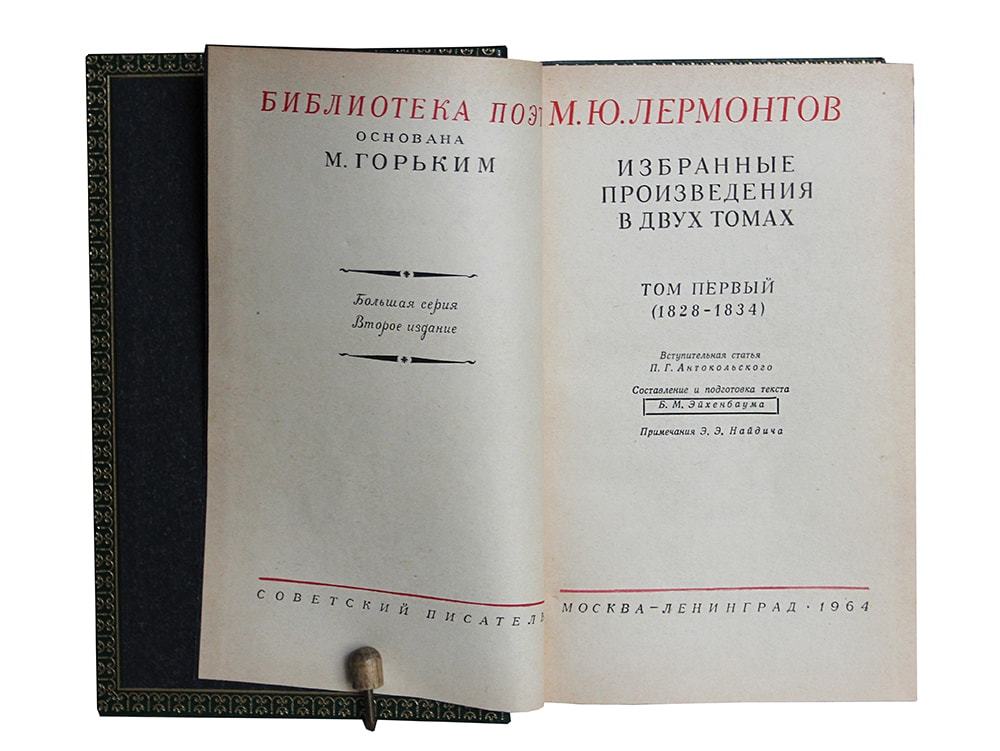 БИБЛИОТЕКА ПОЭТ
ОСНОВАНА
М. ГОРЬКИМ
Большая серия
Второе издание
СОВЕТСКИЙ ПИСАТЕЛЬ
М. Ю. ЛЕРМОНТОВ
ИЗБРАННЫЕ
ПРОИЗВЕДЕНИЯ
В ДВУХ ТОМАХ
ТОМ ПЕРВЫЙ
(1828-1834)
Вступительная статья
П. Г. Антокольского
Составление и подготовка текста
Б. М. Эйхенбаума
Примечания Э. Э. Найдича
МОСКВА-ЛЕНИНГРАД · 1964